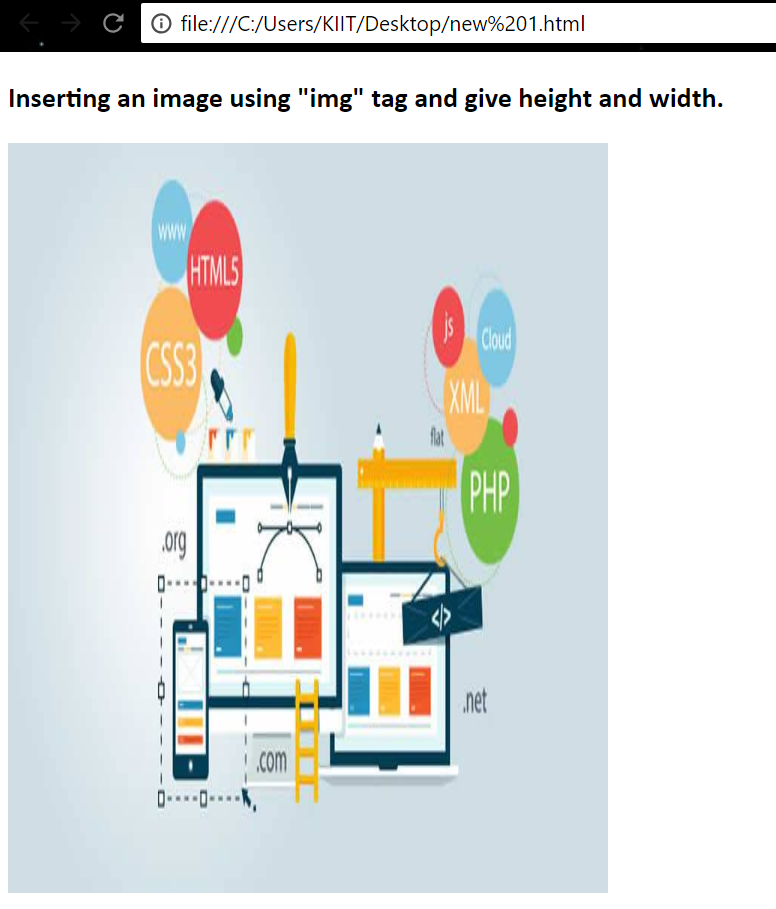 file:///C:/Users/KIIT/Desktop/new%201.html
Inserting an image using "img" tag and give height and width.
www
HTML5
CSS3
js
Cloud
XML
flat
PHP
.org
</>
.net
.com